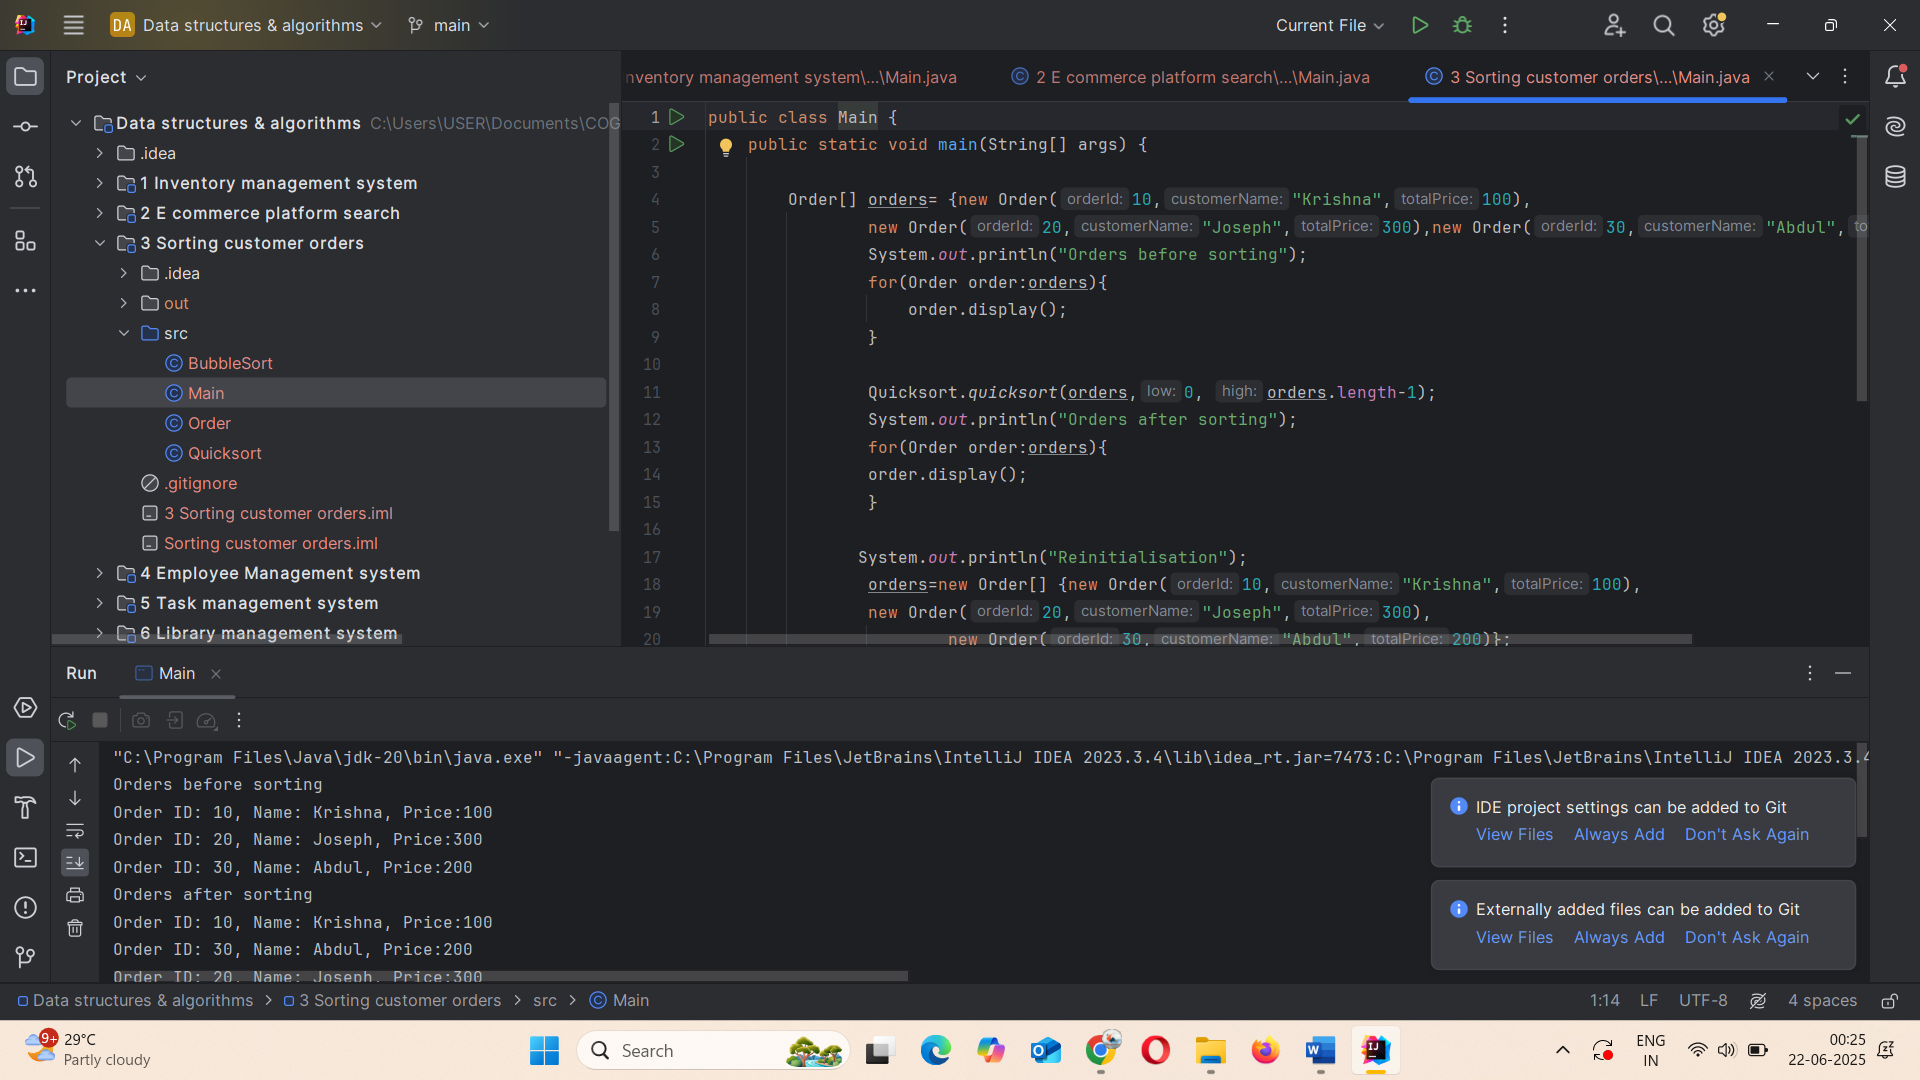 DA Data structures & algorithms main Current File
Project
Data structures & algorithms C:\Users\USER\Documents\COG
.idea
1 Inventory management system
2 E commerce platform search
3 Sorting customer orders
.idea
out
src
BubbleSort
Main
Order
Quicksort
.gitignore
3 Sorting customer orders.iml
Sorting customer orders.iml
4 Employee Management system
5 Task management system
6 Library management system
nventory management system\...\Main.java 2 E commerce platform search\...\Main.java 3 Sorting customer orders\...\Main.java
1 public class Main {
2 public static void main(String[] args) {
3
4 Order[] orders= {new Order( orderId: 10, customerName: "Krishna", totalPrice: 100),
5 new Order( orderId: 20, customerName: "Joseph", totalPrice: 300),new Order( orderId: 30, customerName: "Abdul", to
6 System.out.println("Orders before sorting");
7 for(Order order:orders){
8 order.display();
9 }
10
11 Quicksort.quicksort(orders, low: 0, high: orders.length-1);
12 System.out.println("Orders after sorting");
13 for(Order order:orders){
14 order.display();
15 }
16
17 System.out.println("Reinitialisation");
18 orders=new Order[] {new Order( orderId: 10, customerName: "Krishna", totalPrice: 100),
19 new Order( orderId: 20, customerName: "Joseph", totalPrice: 300),
20 new Order( orderId: 30, customerName: "Abdul", totalPrice: 200)};
Run Main
"C:\Program Files\Java\jdk-20\bin\java.exe" "-javaagent:C:\Program Files\JetBrains\IntelliJ IDEA 2023.3.4\lib\idea_rt.jar=7473:C:\Program Files\JetBrains\IntelliJ IDEA 2023.3.4
Orders before sorting
Order ID: 10, Name: Krishna, Price:100
Order ID: 20, Name: Joseph, Price:300
Order ID: 30, Name: Abdul, Price:200
Orders after sorting
Order ID: 10, Name: Krishna, Price:100
Order ID: 30, Name: Abdul, Price:200
Order ID: 20, Name: Joseph, Price:300
IDE project settings can be added to Git
View Files Always Add Don't Ask Again
Externally added files can be added to Git
View Files Always Add Don't Ask Again
Data structures & algorithms > 3 Sorting customer orders > src > Main 1:14 LF UTF-8 4 spaces
9+ 29°C
Partly cloudy
Search
ENG
IN
00:25
22-06-2025